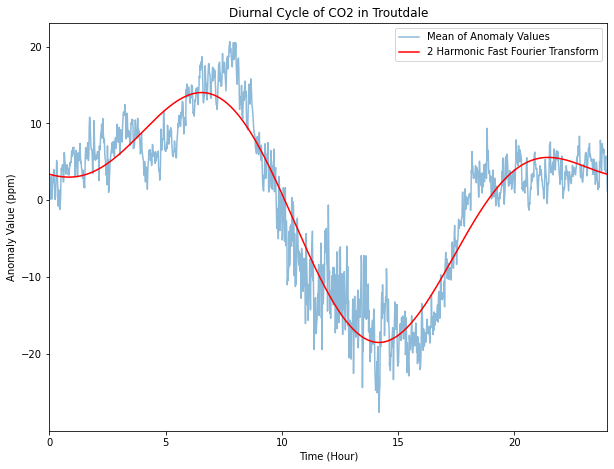 Diurnal Cycle of CO2 in Troutdale
Mean of Anomaly Values
2 Harmonic Fast Fourier Transform
Anomaly Value (ppm)
20
10
0
−10
−20
0 5 10 15 20
Time (Hour)